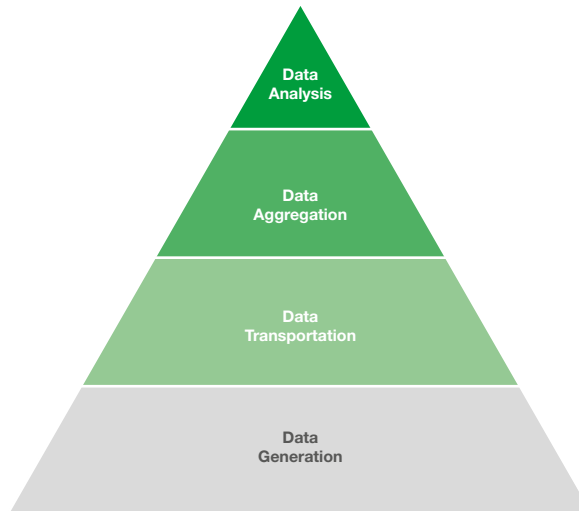 Data
Analysis
Data
Aggregation
Data
Transportation
Data
Generation